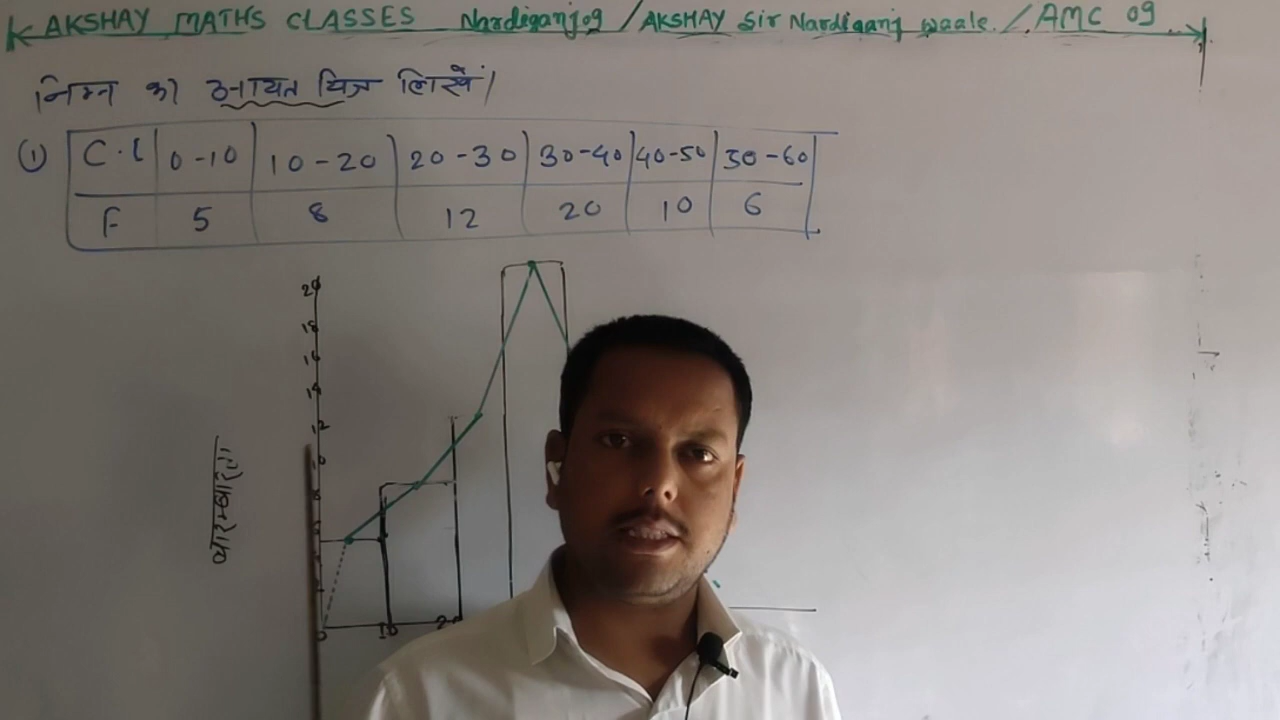 AKSHAY MATHS CLASSES Nardiganj09 / AKSHAY Sir Nardiganj waale. / AMC 09
निम्न का आयत चित्र लिखें।
① C.I 0-10 10-20 20-30 30-40 40-50 50-60
F 5 8 12 20 10 6
20
18
16
14
12
10
8
बारम्बारता
0 10 20